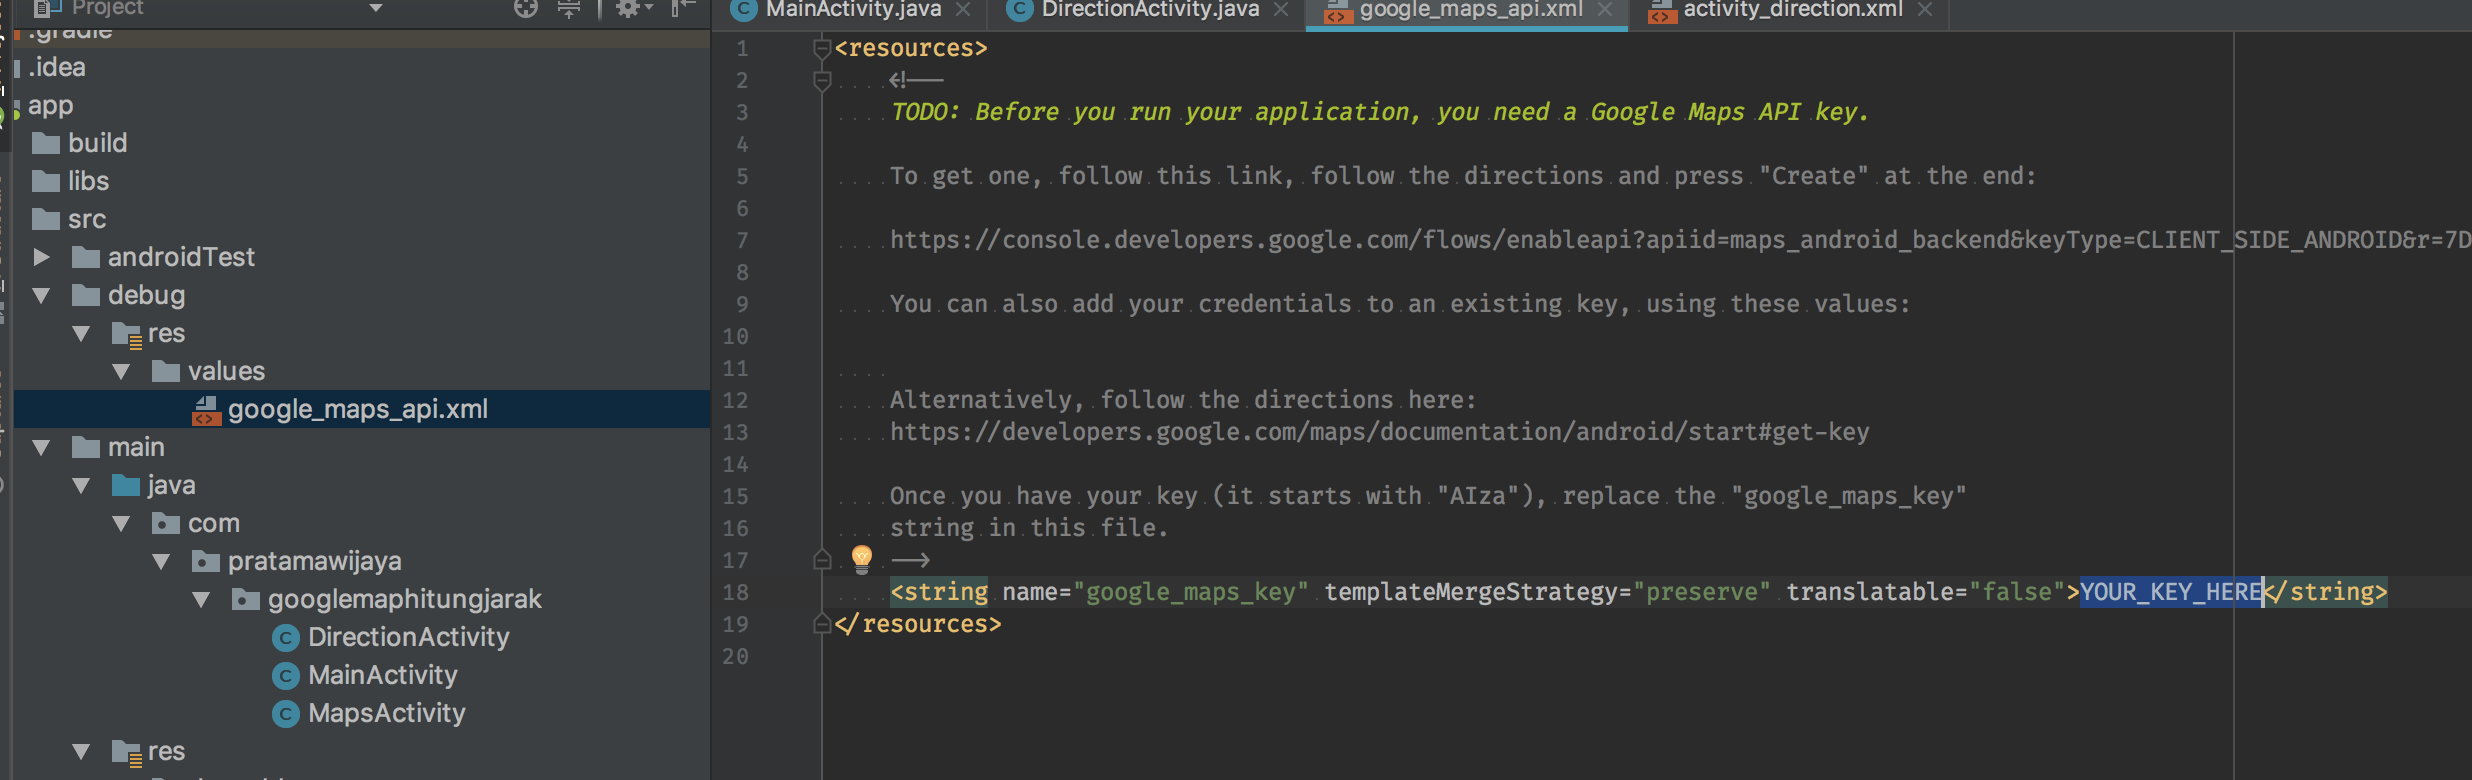 Project
.gradle
.idea
app
build
libs
src
androidTest
debug
res
values
google_maps_api.xml
main
java
com
pratamawijaya
googlemaphitungjarak
DirectionActivity
MainActivity
MapsActivity
res
MainActivity.java
DirectionActivity.java
google_maps_api.xml
activity_direction.xml
1 <resources>
2 <!--
3 TODO: Before you run your application, you need a Google Maps API key.
4
5 To get one, follow this link, follow the directions and press "Create" at the end:
6
7 https://console.developers.google.com/flows/enableapi?apiid=maps_android_backend&keyType=CLIENT_SIDE_ANDROID&r=7D
8
9 You can also add your credentials to an existing key, using these values:
10
11
12 Alternatively, follow the directions here:
13 https://developers.google.com/maps/documentation/android/start#get-key
14
15 Once you have your key (it starts with "AIza"), replace the "google_maps_key"
16 string in this file.
17 -->
18 <string name="google_maps_key" templateMergeStrategy="preserve" translatable="false">YOUR_KEY_HERE</string>
19 </resources>
20